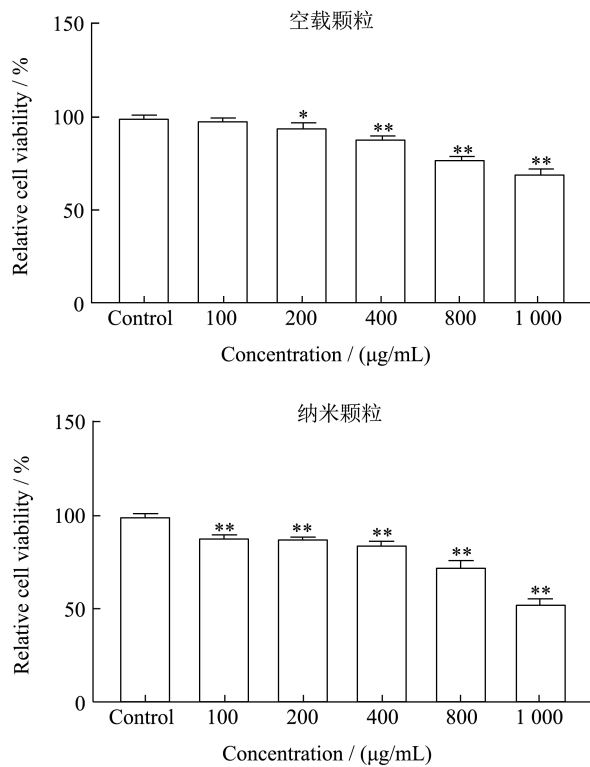 空载颗粒
150
100
50
0
Relative cell viability / %
*
**
**
**
Control 100 200 400 800 1 000
Concentration / (μg/mL)
纳米颗粒
150
100
50
0
Relative cell viability / %
**
**
**
**
**
Control 100 200 400 800 1 000
Concentration / (μg/mL)